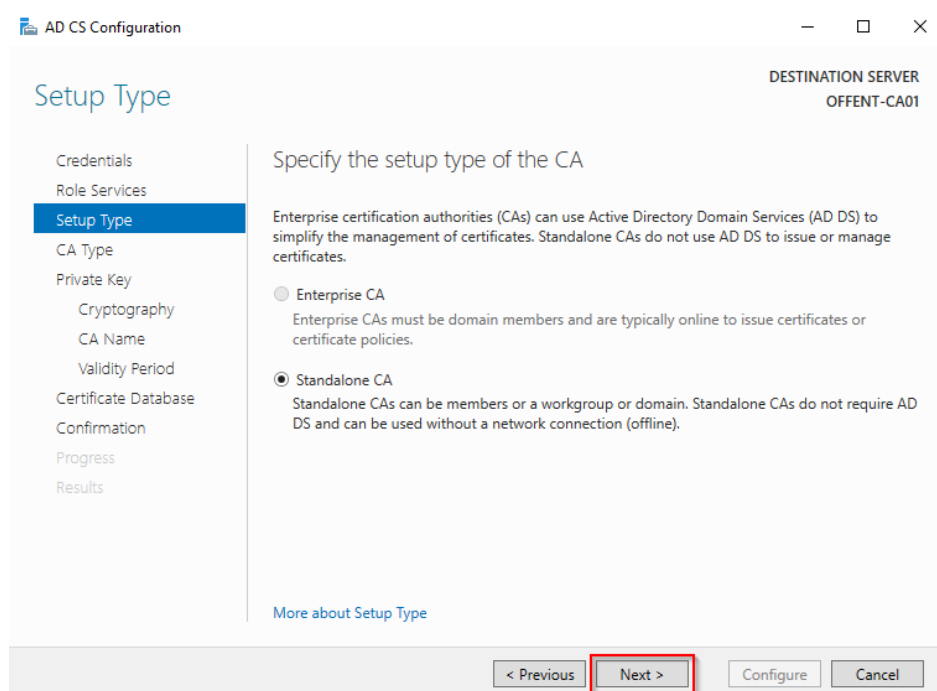 AD CS Configuration
DESTINATION SERVER
OFFENT-CA01
Setup Type
Credentials
Role Services
Setup Type
CA Type
Private Key
Cryptography
CA Name
Validity Period
Certificate Database
Confirmation
Progress
Results
Specify the setup type of the CA
Enterprise certification authorities (CAs) can use Active Directory Domain Services (AD DS) to
simplify the management of certificates. Standalone CAs do not use AD DS to issue or manage
certificates.
Enterprise CA
Enterprise CAs must be domain members and are typically online to issue certificates or
certificate policies.
Standalone CA
Standalone CAs can be members or a workgroup or domain. Standalone CAs do not require AD
DS and can be used without a network connection (offline).
More about Setup Type
< Previous
Next >
Configure
Cancel